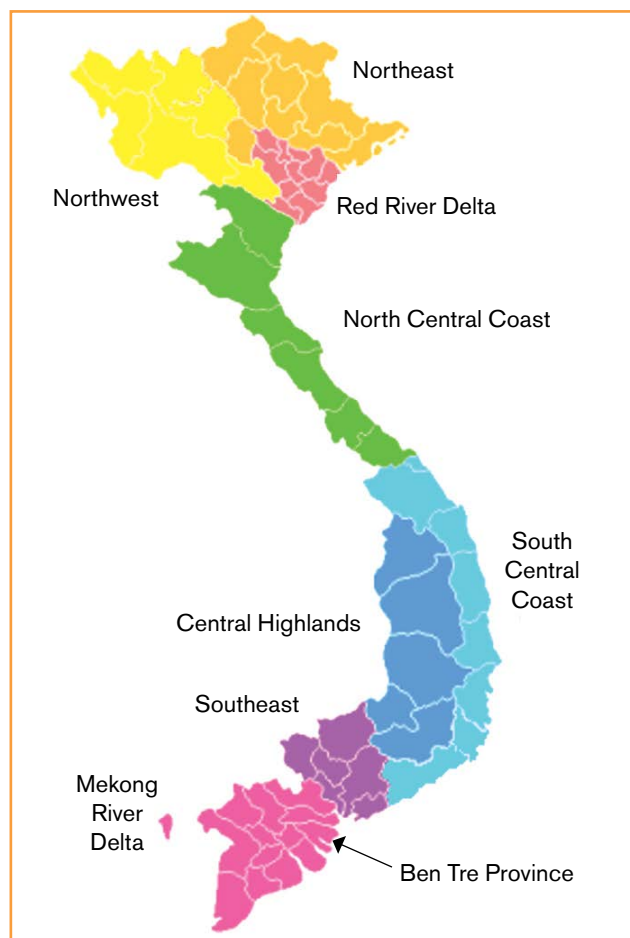 Northeast
Northwest
Red River Delta
North Central Coast
South
Central
Coast
Central Highlands
Southeast
Mekong
River
Delta
Ben Tre Province